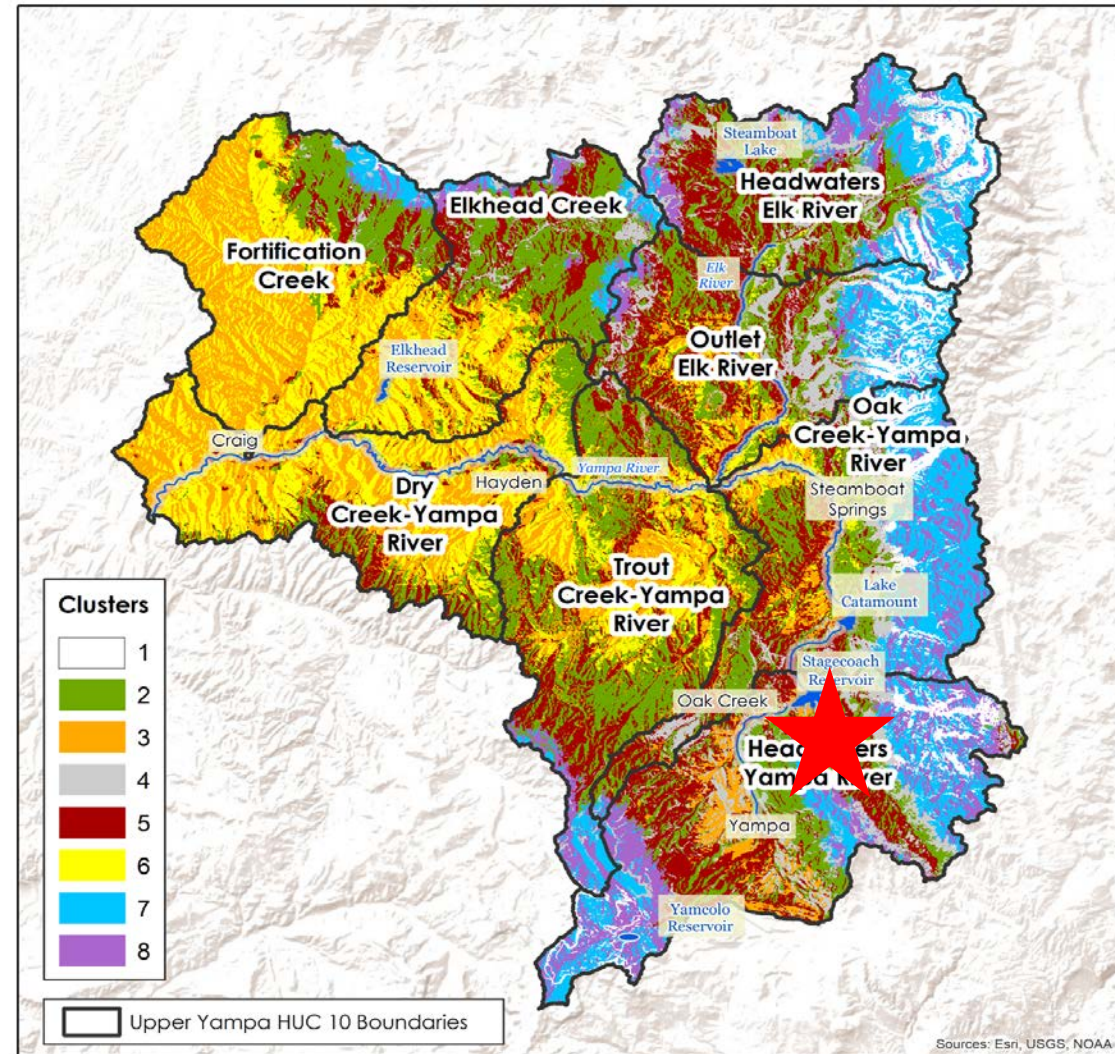 Steamboat
Lake
Headwaters
Elk River
Elkhead Creek
Fortification
Creek
Elk
River
Outlet
Elk River
Elkhead
Reservoir
Oak
Creek-Yampa
River
Craig
Hayden
Yampa River
Steamboat
Springs
Dry
Creek-Yampa
River
Trout
Creek-Yampa
River
Lake
Catamount
Stagecoach
Reservoir
Oak Creek
Yampa
Yamcolo
Reservoir
Clusters
1
2
3
4
5
6
7
8
Upper Yampa HUC 10 Boundaries
Sources: Esri, USGS, NOAA